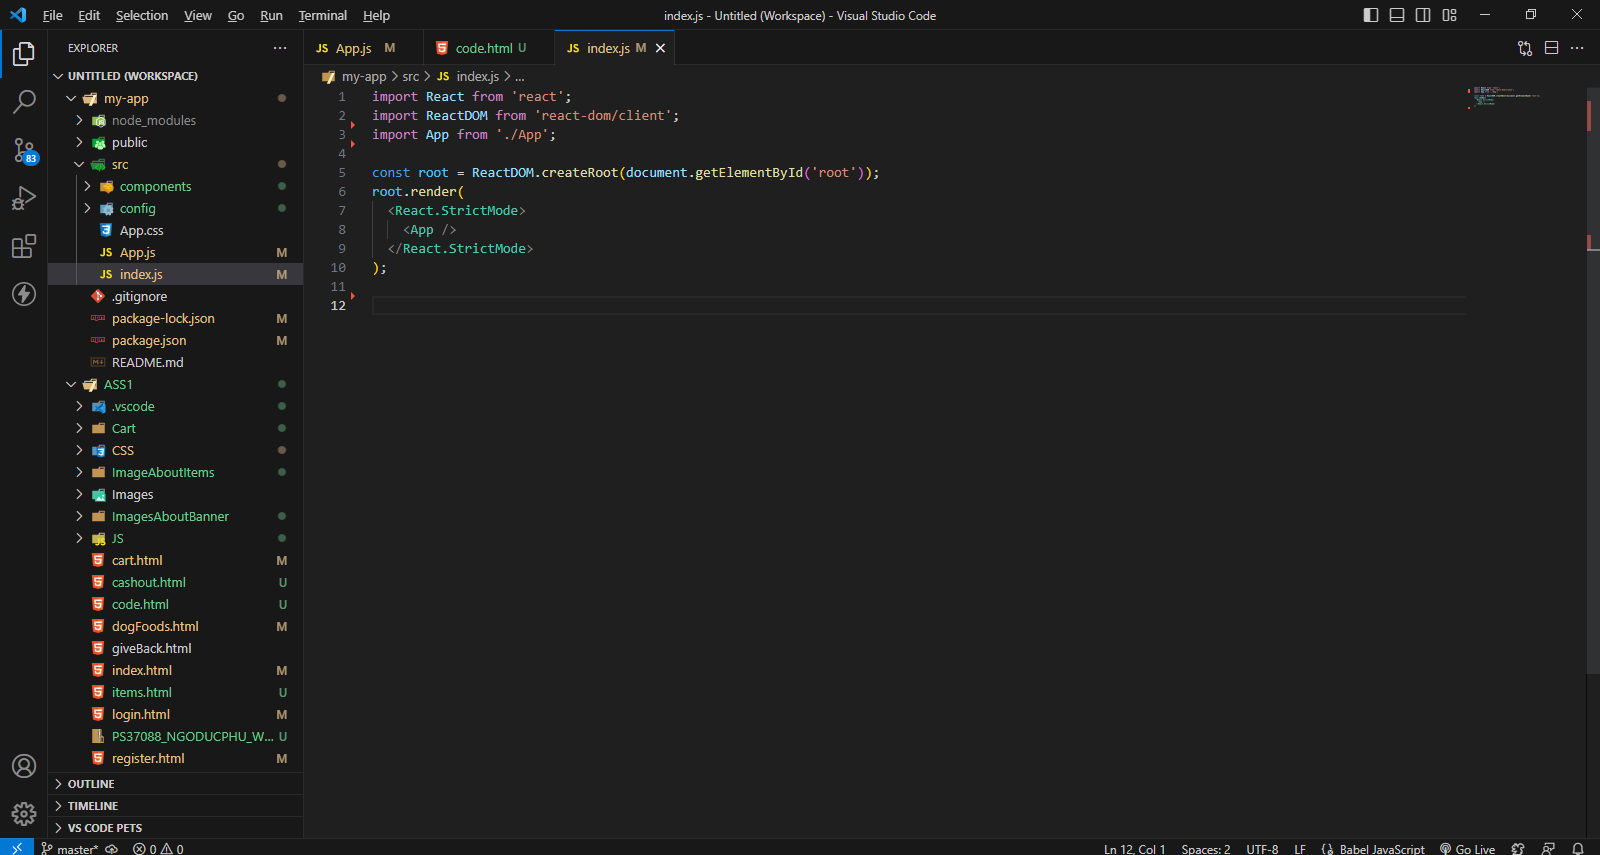 File Edit Selection View Go Run Terminal Help
index.js - Untitled (Workspace) - Visual Studio Code
EXPLORER
JS App.js M
code.html U
JS index.js M
UNTITLED (WORKSPACE)
my-app
node_modules
public
src
components
config
App.css
JS App.js M
JS index.js M
.gitignore
package-lock.json M
package.json M
README.md
ASS1
.vscode
Cart
CSS
ImageAboutItems
Images
ImagesAboutBanner
JS
cart.html M
cashout.html U
code.html U
dogFoods.html M
giveBack.html
index.html M
items.html U
login.html M
PS37088_NGODUCPHU_W... U
register.html M
OUTLINE
TIMELINE
VS CODE PETS
83
my-app > src > JS index.js > ...
1 import React from 'react';
2 import ReactDOM from 'react-dom/client';
3 import App from './App';
4
5 const root = ReactDOM.createRoot(document.getElementById('root'));
6 root.render(
7 <React.StrictMode>
8 <App />
9 </React.StrictMode>
10 );
11
12
master* 0 0
Ln 12, Col 1 Spaces: 2 UTF-8 LF {} Babel JavaScript Go Live